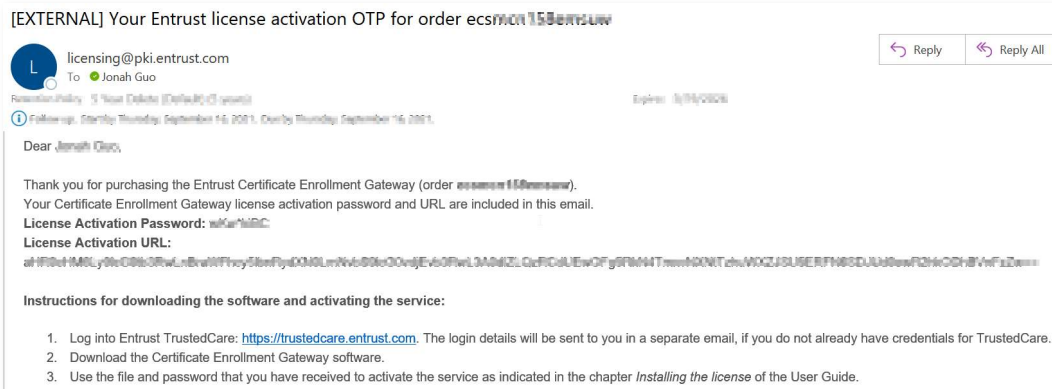 [EXTERNAL] Your Entrust license activation OTP for order
L
licensing@pki.entrust.com
To Jonah Guo
Reply
Reply All
Dear
Thank you for purchasing the Entrust Certificate Enrollment Gateway (order ).
Your Certificate Enrollment Gateway license activation password and URL are included in this email.
License Activation Password:
License Activation URL:
Instructions for downloading the software and activating the service:
1. Log into Entrust TrustedCare: https://trustedcare.entrust.com. The login details will be sent to you in a separate email, if you do not already have credentials for TrustedCare.
2. Download the Certificate Enrollment Gateway software.
3. Use the file and password that you have received to activate the service as indicated in the chapter Installing the license of the User Guide.